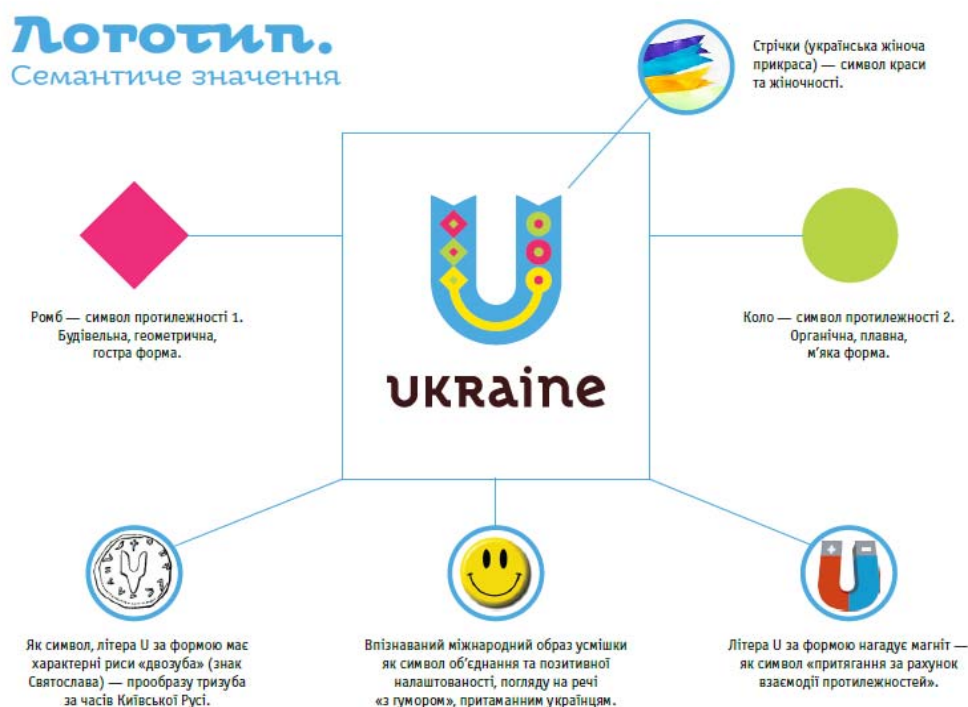 Логотип.
Семантиче значення
Стрічки (українська жіноча
прикраса) — символ краси
та жіночності.
Ромб — символ протилежності 1.
Будівельна, геометрична,
гостра форма.
Коло — символ протилежності 2.
Органічна, плавна,
м'яка форма.
UKRaine
Як символ, літера U за формою має
характерні риси «двозуба» (знак
Святослава) — прообразу тризуба
за часів Київської Русі.
Впізнаваний міжнародний образ усмішки
як символ об'єднання та позитивної
налаштованості, погляду на речі
«з гумором», притаманним українцям.
+ −
Літера U за формою нагадує магніт —
як символ «притягання за рахунок
взаємодії протилежностей».